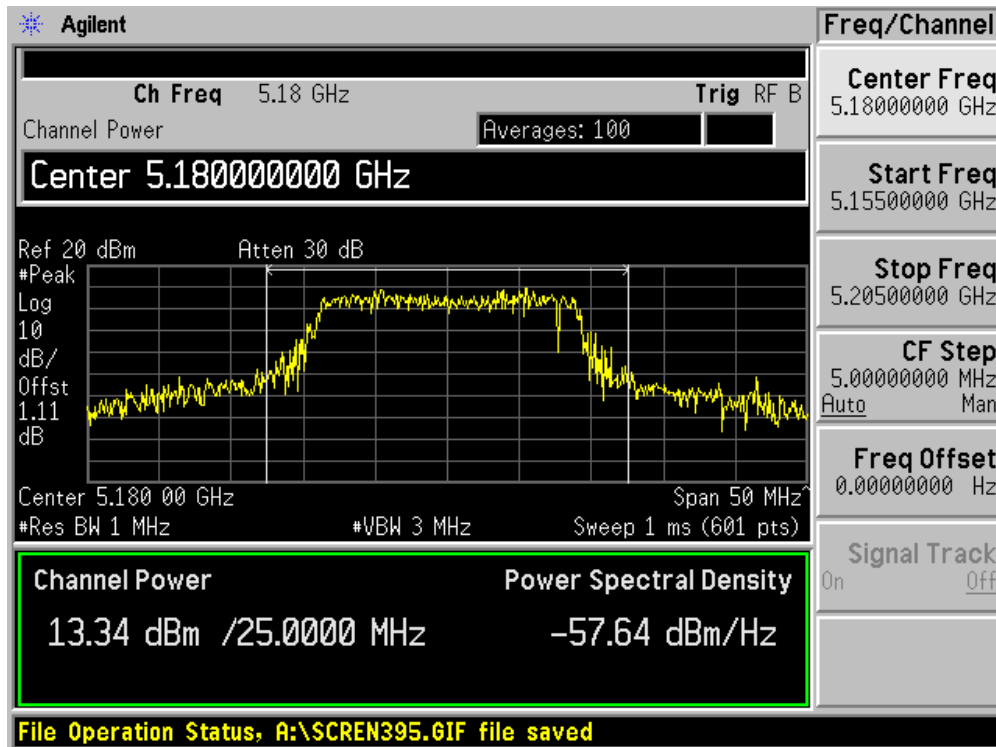 Agilent
Freq/Channel
Ch Freq 5.18 GHz Trig RF B
Channel Power Averages: 100
Center 5.180000000 GHz
Ref 20 dBm Atten 30 dB
#Peak
Log
10
dB/
Offst
1.11
dB
Center 5.180 00 GHz Span 50 MHz^
#Res BW 1 MHz #VBW 3 MHz Sweep 1 ms (601 pts)
Channel Power Power Spectral Density
13.34 dBm /25.0000 MHz -57.64 dBm/Hz
File Operation Status, A:\SCREN395.GIF file saved
Center Freq
5.18000000 GHz
Start Freq
5.15500000 GHz
Stop Freq
5.20500000 GHz
CF Step
5.00000000 MHz
Auto Man
Freq Offset
0.00000000 Hz
Signal Track
On Off